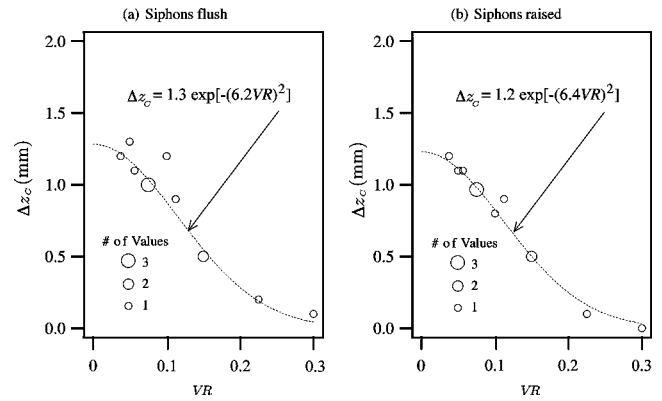 (a) Siphons flush
(b) Siphons raised
2.0
1.5
1.0
0.5
0.0
Δz_c (mm)
Δz_c = 1.3 exp[-(6.2VR)^2]
# of Values
3
2
1
0
0.1
0.2
0.3
VR
2.0
1.5
1.0
0.5
0.0
Δz_c (mm)
Δz_c = 1.2 exp[-(6.4VR)^2]
# of Values
3
2
1
0
0.1
0.2
0.3
VR